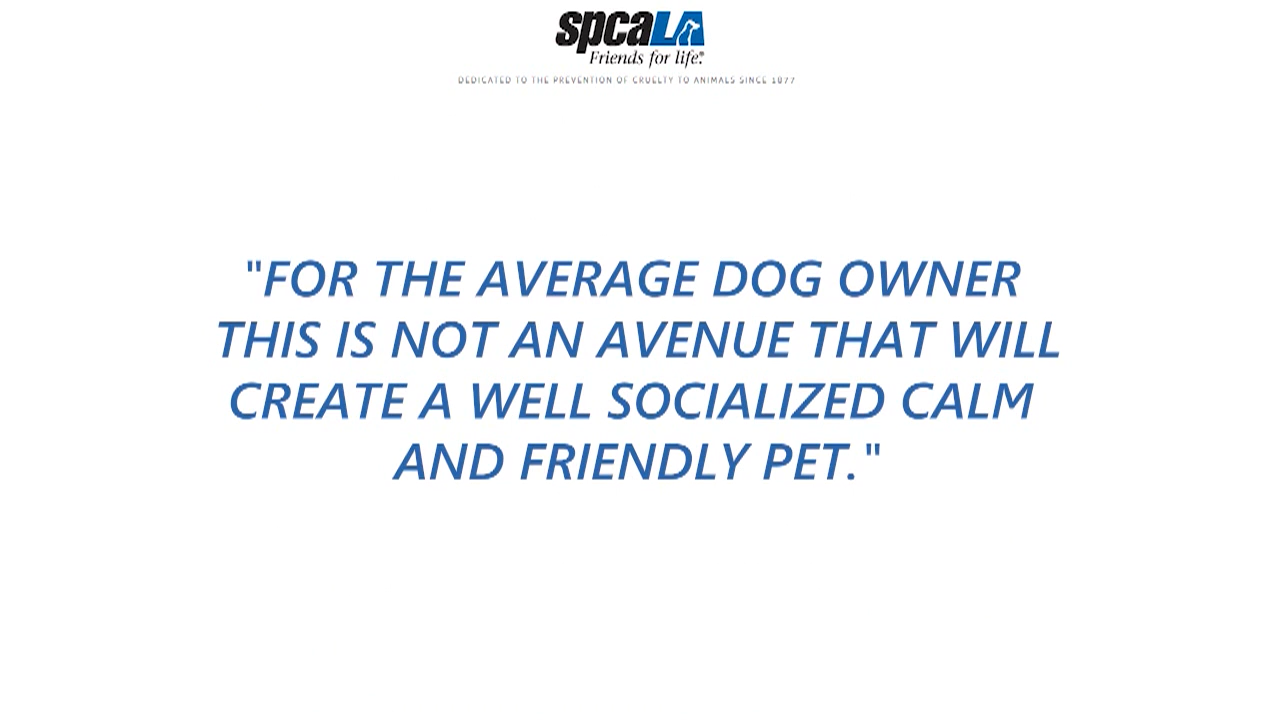 spcaLA
Friends for life.®
DEDICATED TO THE PREVENTION OF CRUELTY TO ANIMALS SINCE 1877
"FOR THE AVERAGE DOG OWNER
THIS IS NOT AN AVENUE THAT WILL
CREATE A WELL SOCIALIZED CALM
AND FRIENDLY PET."